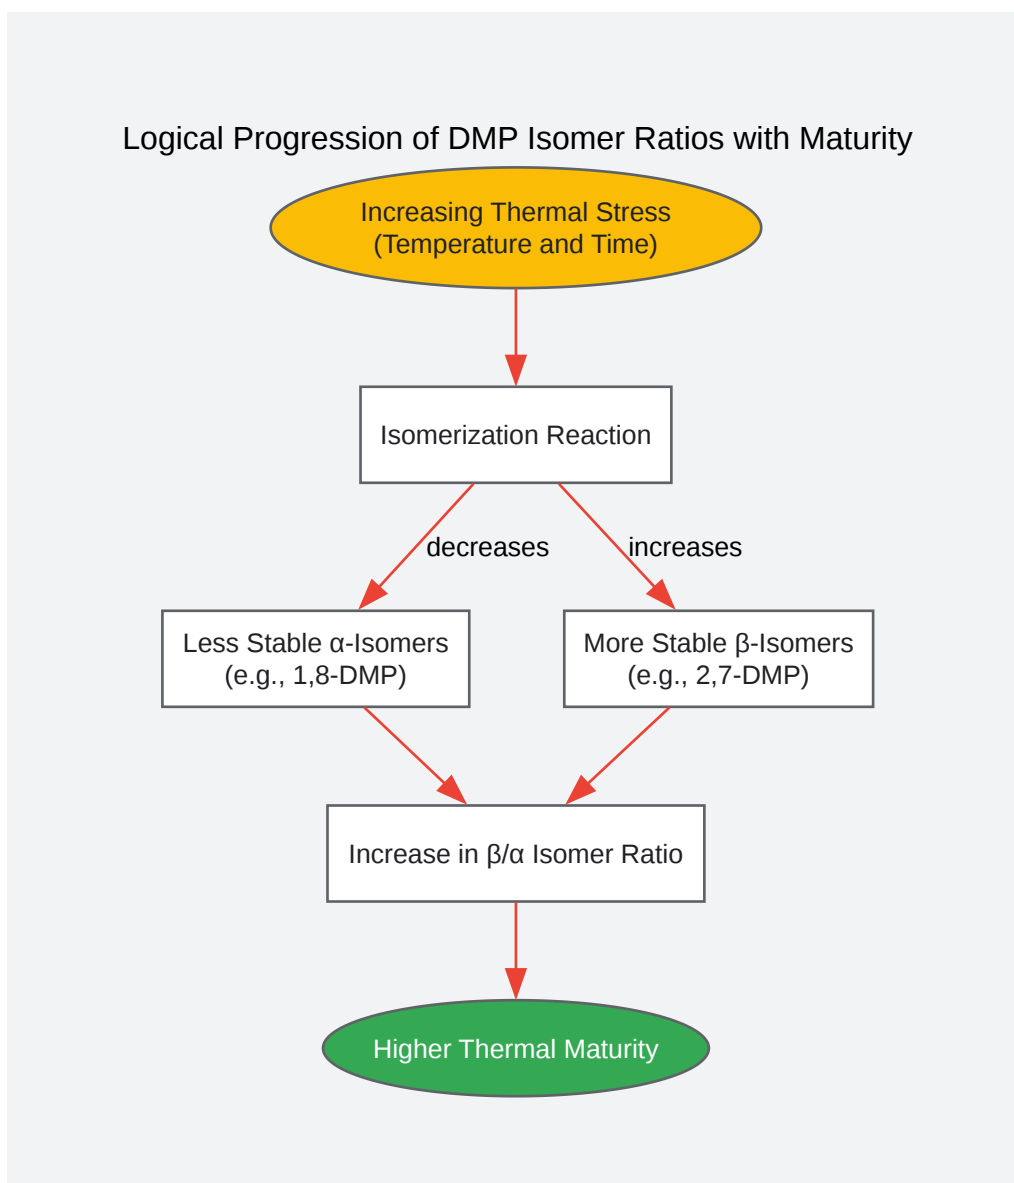 Logical Progression of DMP Isomer Ratios with Maturity
Increasing Thermal Stress
(Temperature and Time)
Isomerization Reaction
decreases
increases
Less Stable α-Isomers
(e.g., 1,8-DMP)
More Stable β-Isomers
(e.g., 2,7-DMP)
Increase in β/α Isomer Ratio
Higher Thermal Maturity